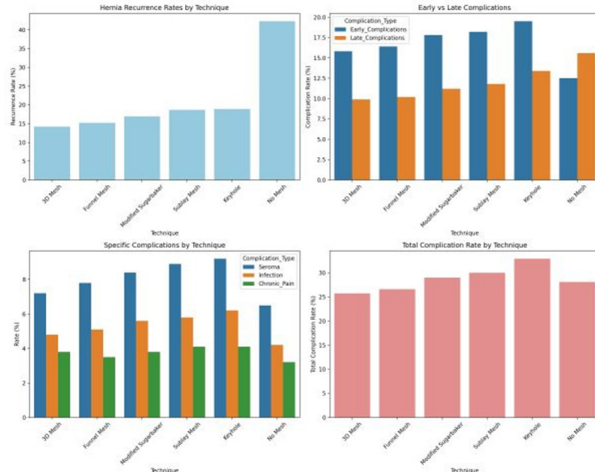 Hernia Recurrence Rates by Technique
Recurrence Rate (%)
40
35
30
25
20
15
10
5
0
3D Mesh
Funnel Mesh
Modified Sugarbaker
Sublay Mesh
Keyhole
No Mesh
Technique
Early vs Late Complications
Complication Rate (%)
20.0
17.5
15.0
12.5
10.0
7.5
5.0
2.5
0.0
Complication_Type
Early_Complications
Late_Complications
3D Mesh
Funnel Mesh
Modified Sugarbaker
Sublay Mesh
Keyhole
No Mesh
Technique
Specific Complications by Technique
Rate (%)
8
6
4
2
0
Complication_Type
Seroma
Infection
Chronic_Pain
3D Mesh
Funnel Mesh
Modified Sugarbaker
Sublay Mesh
Keyhole
No Mesh
Technique
Total Complication Rate by Technique
Total Complication Rate (%)
30
25
20
15
10
5
0
3D Mesh
Funnel Mesh
Modified Sugarbaker
Sublay Mesh
Keyhole
No Mesh
Technique